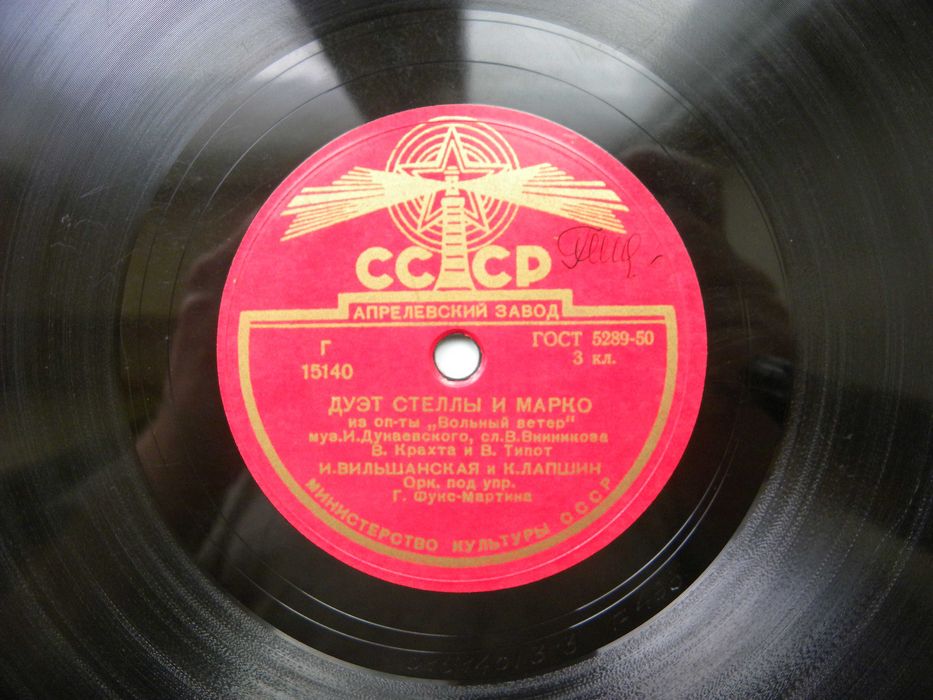 СССР
АПРЕЛЕВСКИЙ ЗАВОД
Г
15140
ГОСТ 5289-50
3 кл.
ДУЭТ СТЕЛЛЫ И МАРКО
из оп-ты „Вольный ветер"
муз.И.Дунаевского, сл.В.Винникова
В. Крахта и В. Типот
И.ВИЛЬШАНСКАЯ и К.ЛАПШИН
Орк. под упр.
Г. Фукс-Мартина
МИНИСТЕРСТВО КУЛЬТУРЫ СССР